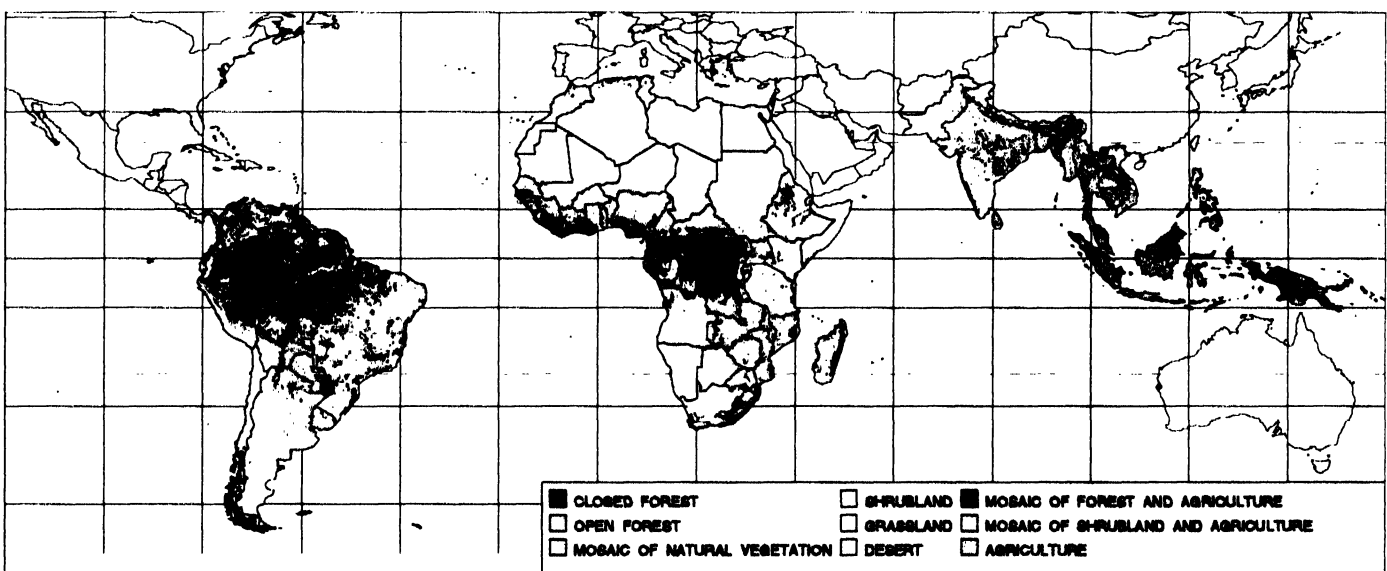 CLOSED FOREST
OPEN FOREST
MOSAIC OF NATURAL VEGETATION
SHRUBLAND
GRASSLAND
DESERT
MOSAIC OF FOREST AND AGRICULTURE
MOSAIC OF SHRUBLAND AND AGRICULTURE
AGRICULTURE